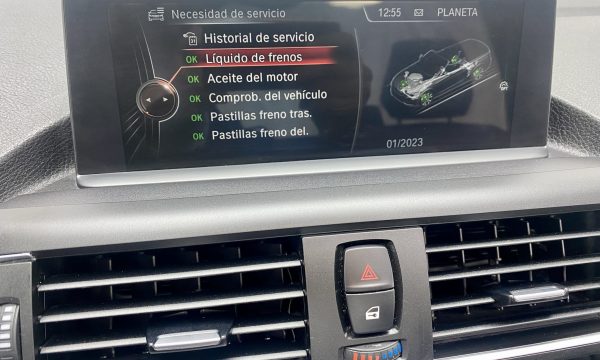 Necesidad de servicio 12:55 PLANETA
Historial de servicio
OK Líquido de frenos
OK Aceite del motor
OK Comprob. del vehículo
OK Pastillas freno tras.
OK Pastillas freno del.
01/2023